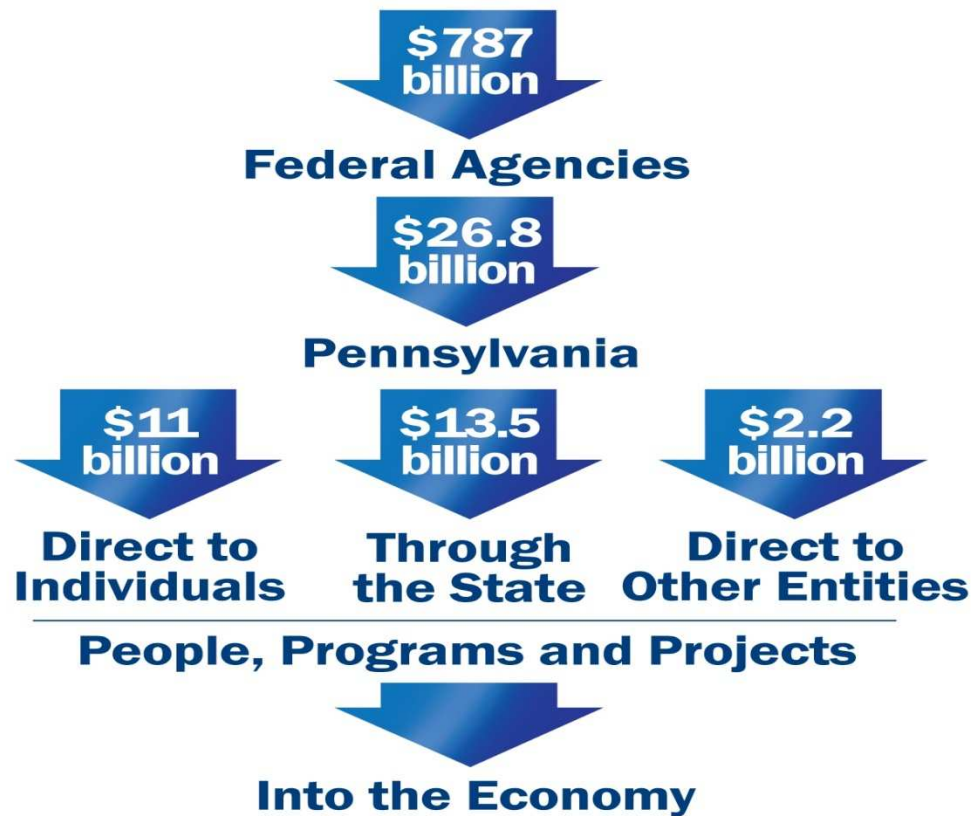 $787
billion
Federal Agencies
$26.8
billion
Pennsylvania
$11
billion
Direct to
Individuals
$13.5
billion
Through
the State
$2.2
billion
Direct to
Other Entities
People, Programs and Projects
Into the Economy